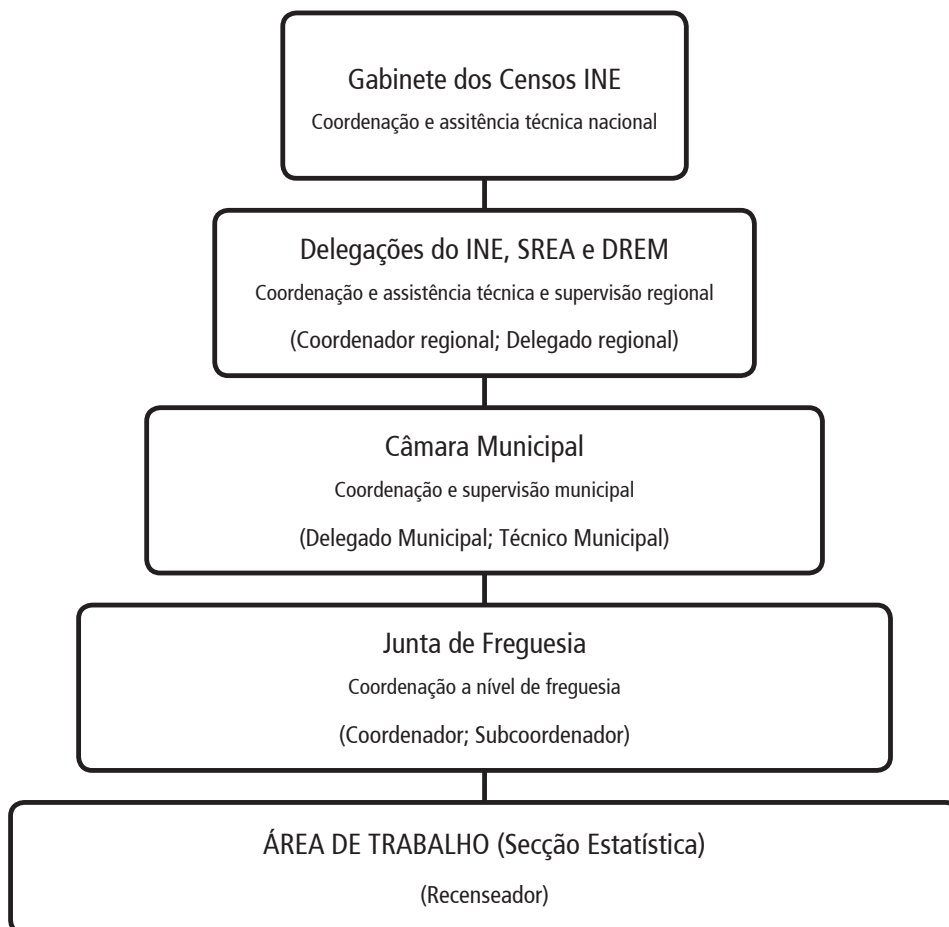 Gabinete dos Censos INE
Coordenação e assitência técnica nacional
Delegações do INE, SREA e DREM
Coordenação e assistência técnica e supervisão regional
(Coordenador regional; Delegado regional)
Câmara Municipal
Coordenação e supervisão municipal
(Delegado Municipal; Técnico Municipal)
Junta de Freguesia
Coordenação a nível de freguesia
(Coordenador; Subcoordenador)
ÁREA DE TRABALHO (Secção Estatística)
(Recenseador)